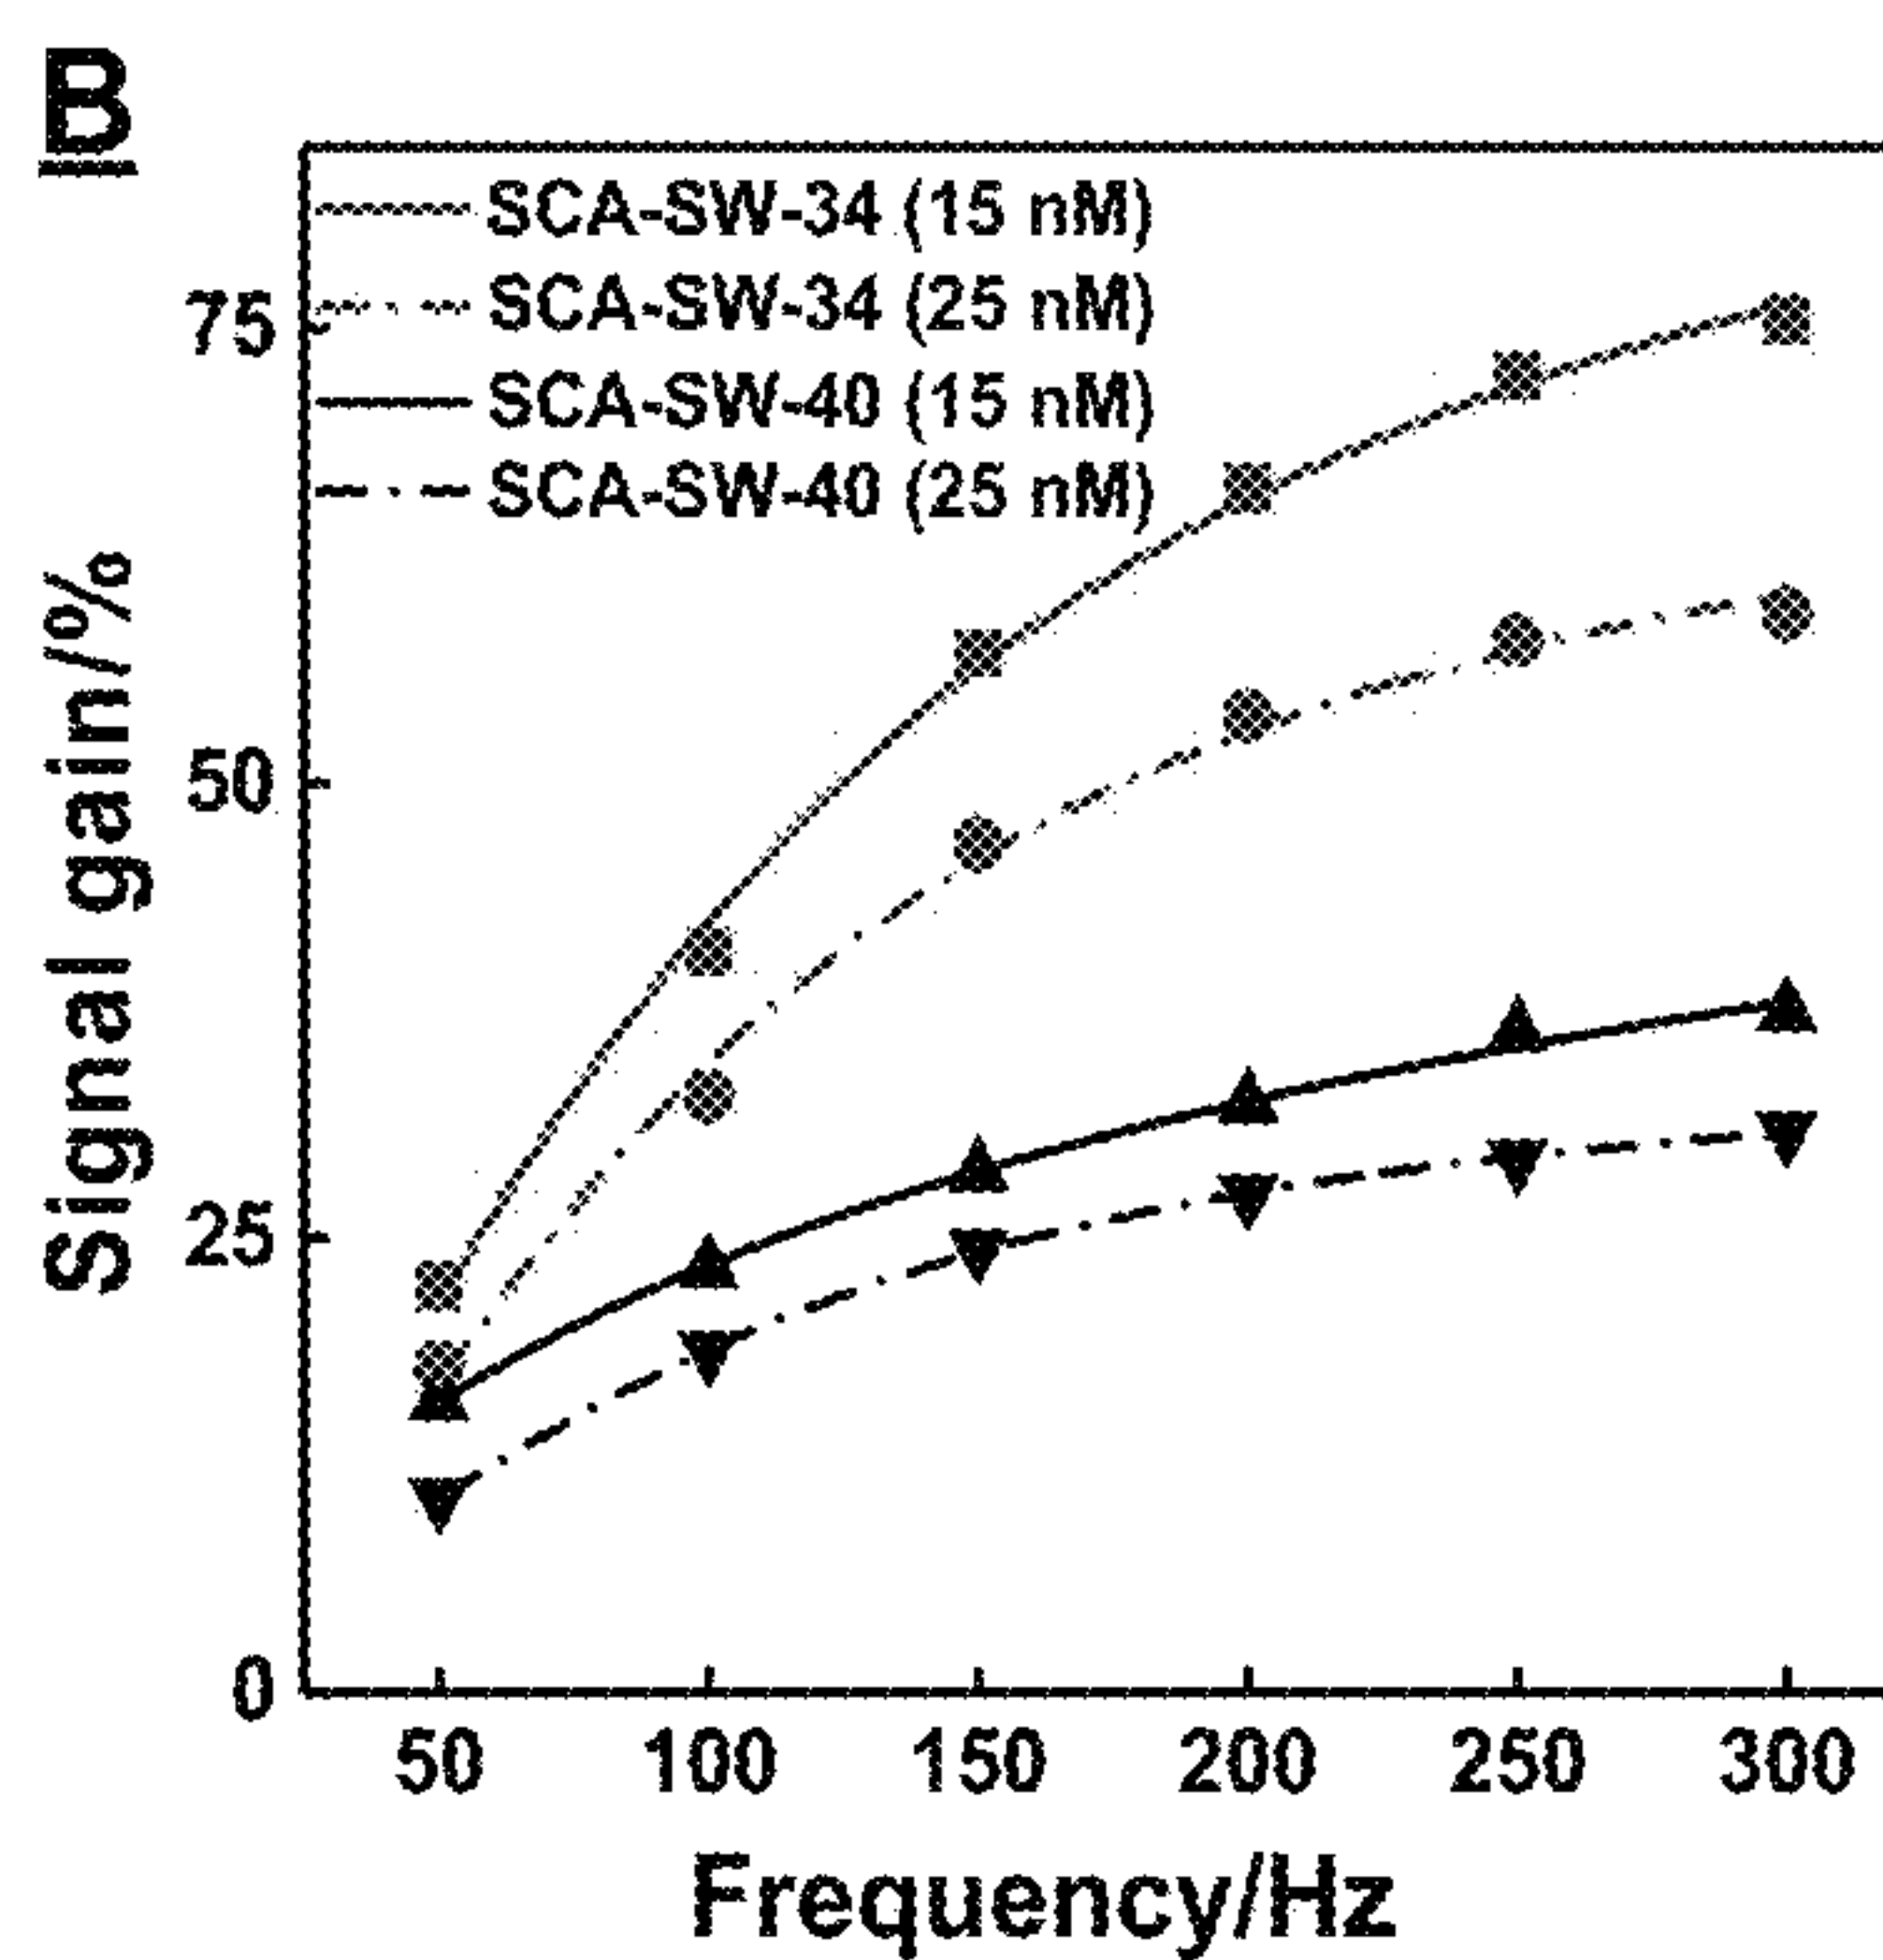 B
SCA-SW-34 (15 nM)
SCA-SW-34 (25 nM)
SCA-SW-40 (15 nM)
SCA-SW-40 (25 nM)
Signal gain/%
75
50
25
0
50 100 150 200 250 300
Frequency/Hz